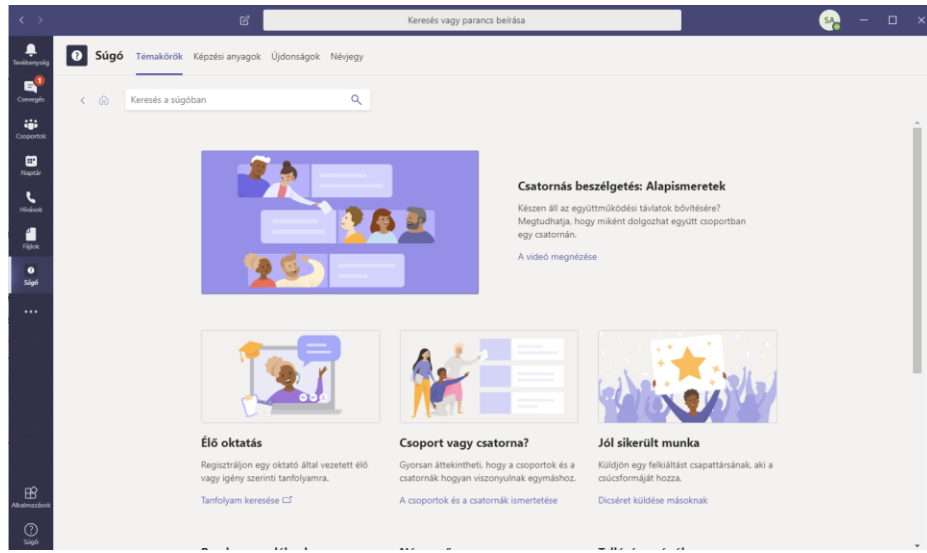 Keresés vagy parancs beírása
SA
Tevékenység
Súgó
Témakörök
Képzési anyagok
Újdonságok
Névjegy
1
Csevegés
Keresés a súgóban
Csoportok
Naptár
Hívások
Fájlok
Súgó
Csatornás beszélgetés: Alapismeretek
Készen áll az együttműködési távlatok bővítésére?
Megtudhatja, hogy miként dolgozhat együtt csoportban
egy csatornán.
A videó megnézése
Élő oktatás
Regisztráljon egy oktató által vezetett élő
vagy igény szerinti tanfolyamra.
Tanfolyam keresése
Csoport vagy csatorna?
Gyorsan áttekintheti, hogy a csoportok és a
csatornák hogyan viszonyulnak egymáshoz.
A csoportok és a csatornák ismertetése
Jól sikerült munka
Küldjön egy felkiáltást csapattársának, aki a
csúcsformáját hozza.
Dicséret küldése másoknak
Alkalmazások
Súgó